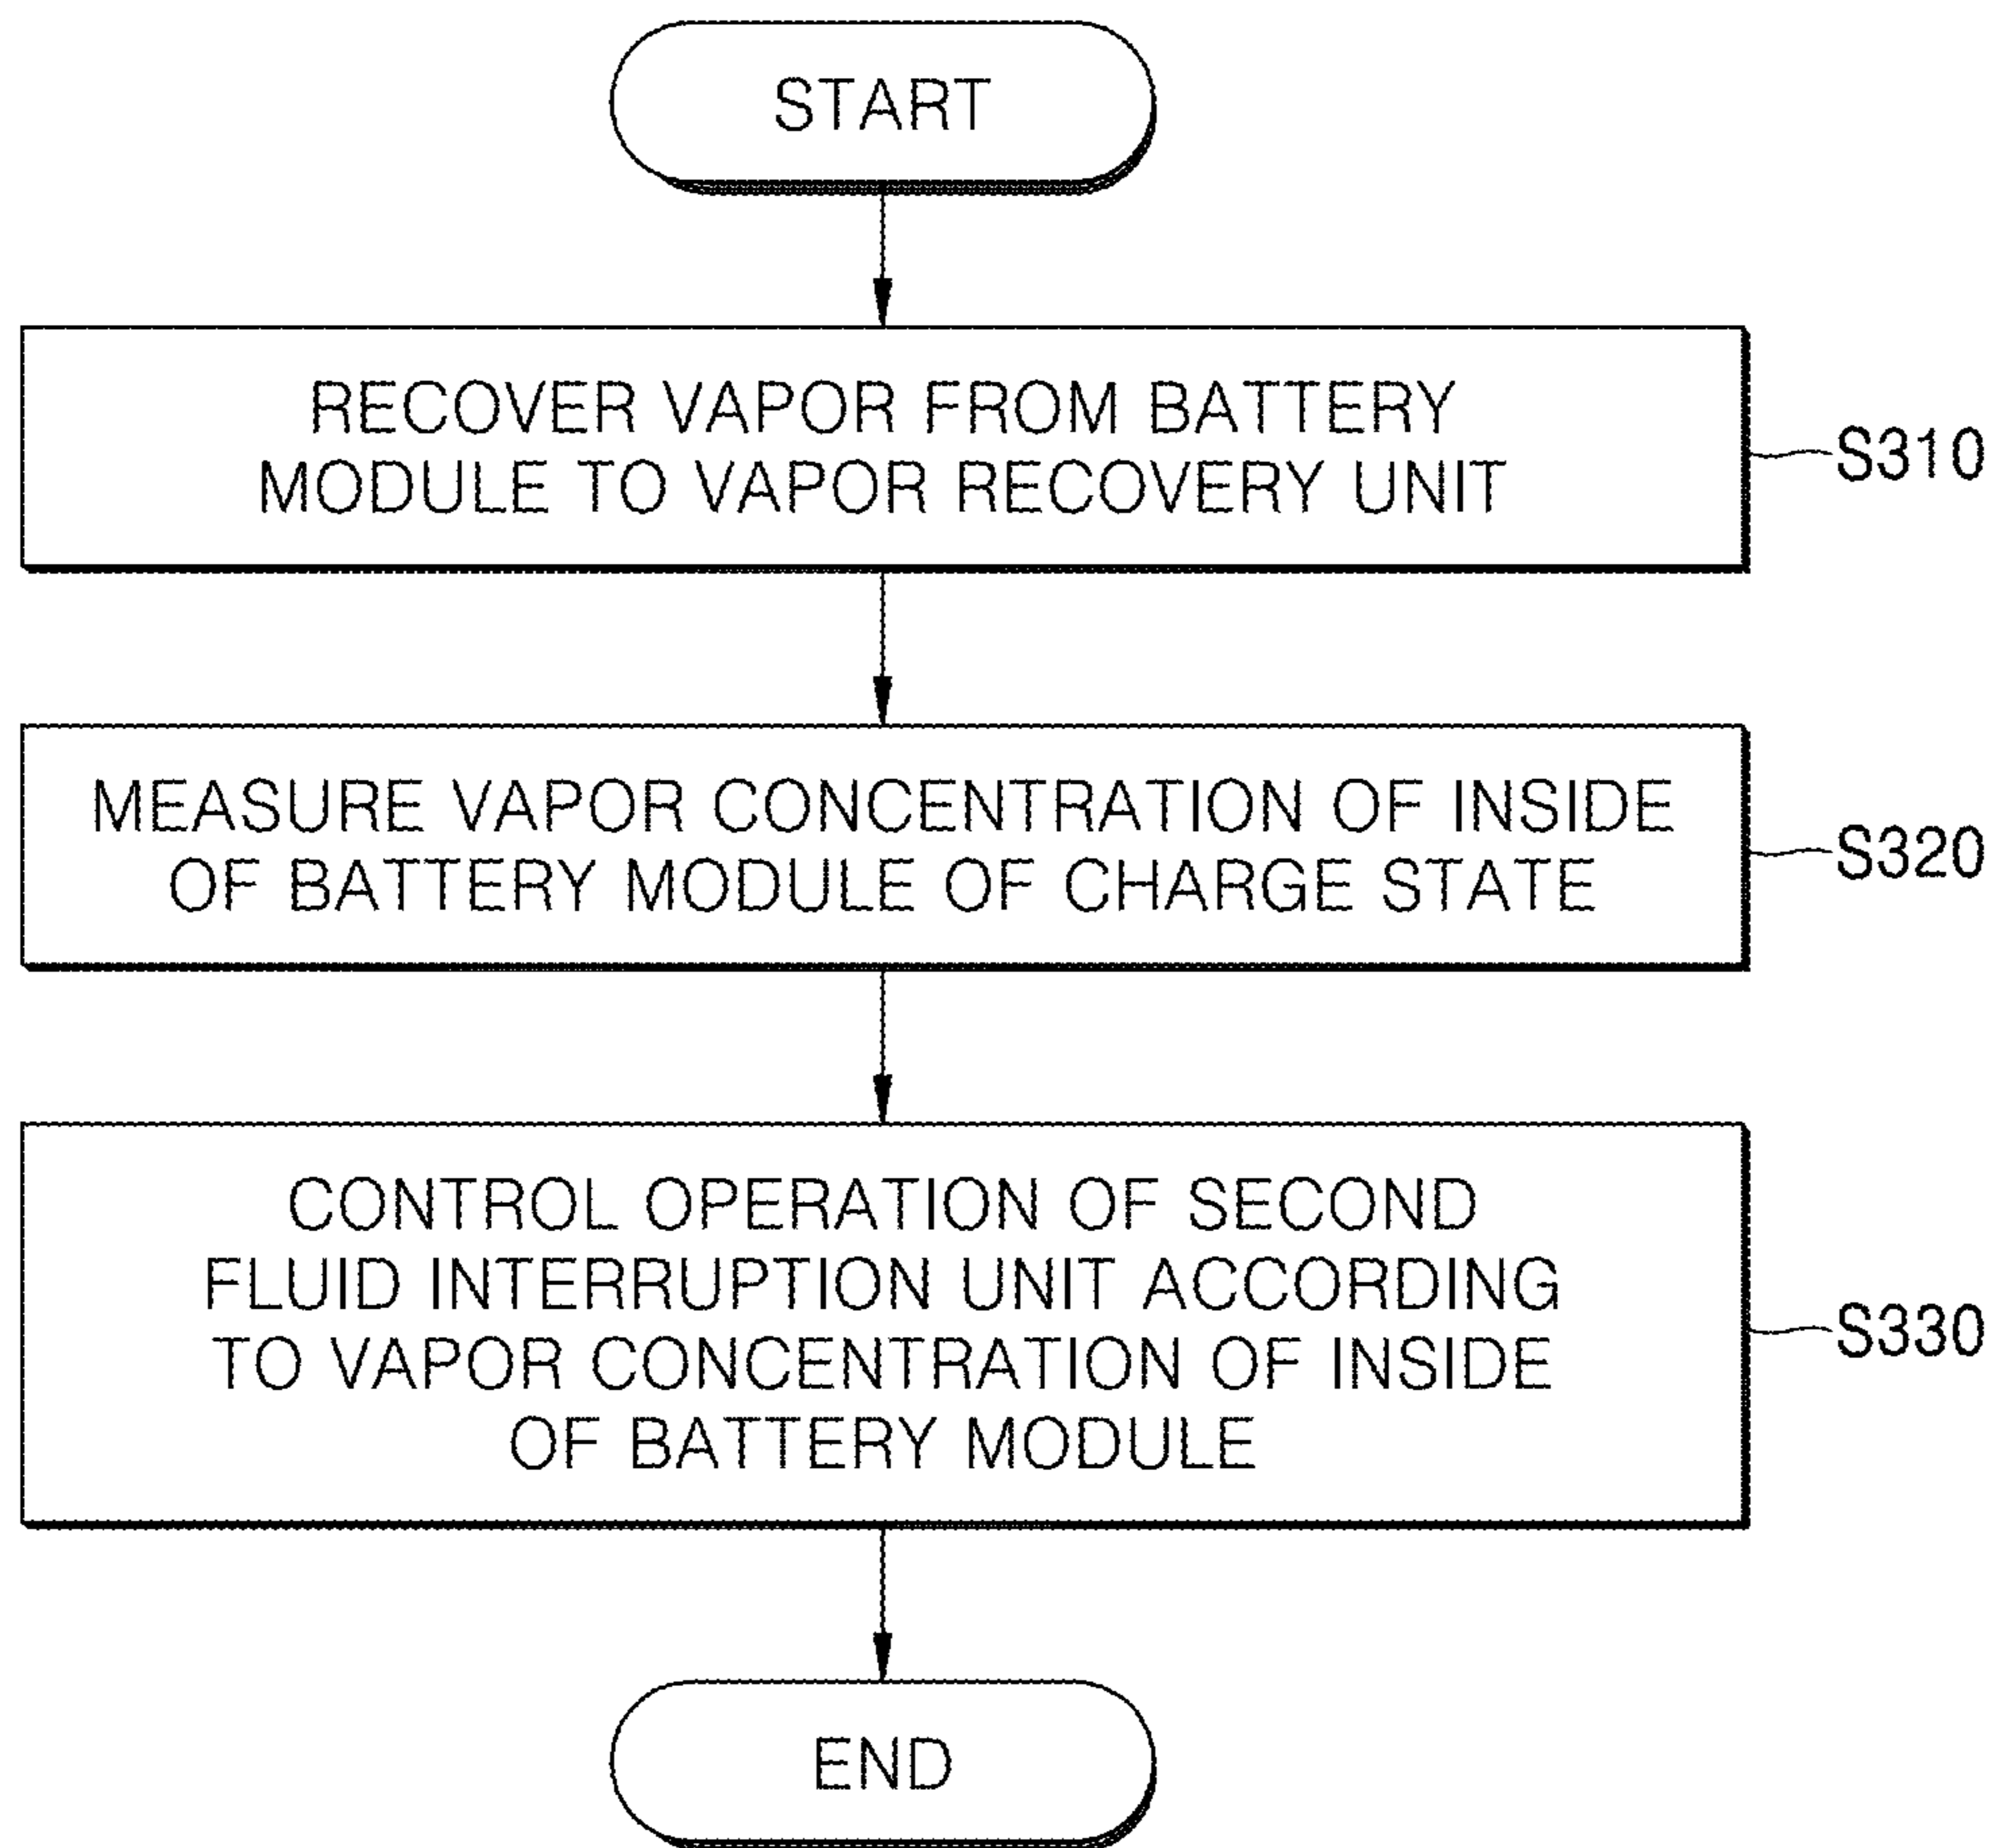 START
RECOVER VAPOR FROM BATTERY
MODULE TO VAPOR RECOVERY UNIT
S310
MEASURE VAPOR CONCENTRATION OF INSIDE
OF BATTERY MODULE OF CHARGE STATE
S320
CONTROL OPERATION OF SECOND
FLUID INTERRUPTION UNIT ACCORDING
TO VAPOR CONCENTRATION OF INSIDE
OF BATTERY MODULE
S330
END